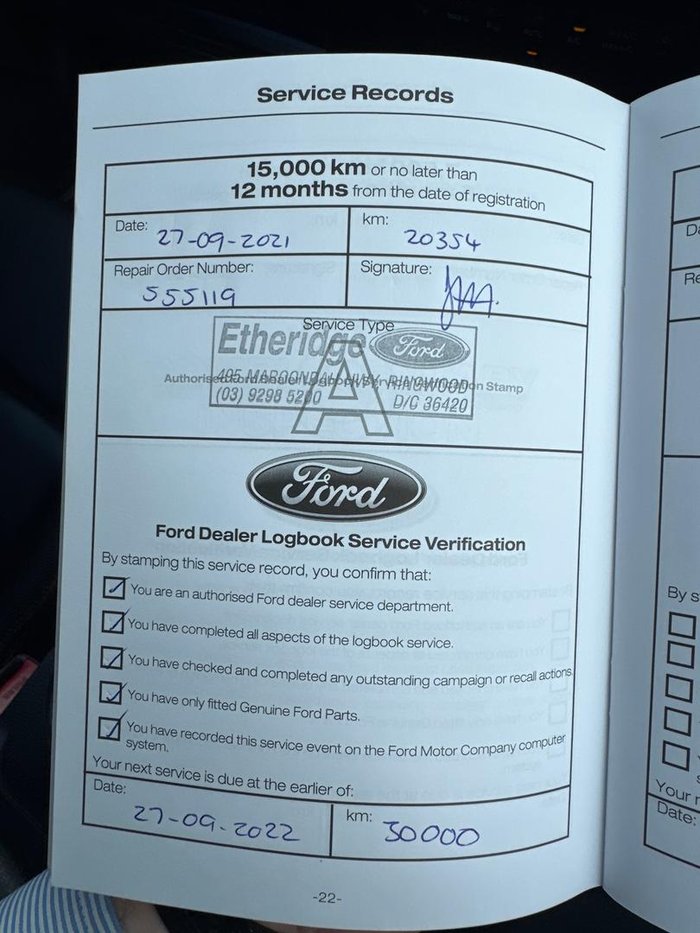 Service Records
15,000 km or no later than
12 months from the date of registration
Date: 27-09-2021
km: 20354
Repair Order Number: 555119
Signature:
Service Type
A
Etheridge Ford
405 MAROONDAH HWY RINGWOOD
(03) 9298 5200 D/C 36420
Stamp
Ford
Ford Dealer Logbook Service Verification
By stamping this service record, you confirm that:
You are an authorised Ford dealer service department.
You have completed all aspects of the logbook service.
You have checked and completed any outstanding campaign or recall actions.
You have only fitted Genuine Ford Parts.
You have recorded this service event on the Ford Motor Company computer
system.
Your next service is due at the earlier of:
Date: 27-09-2022
km: 30000
-22-
Re
By s
Your
Date: